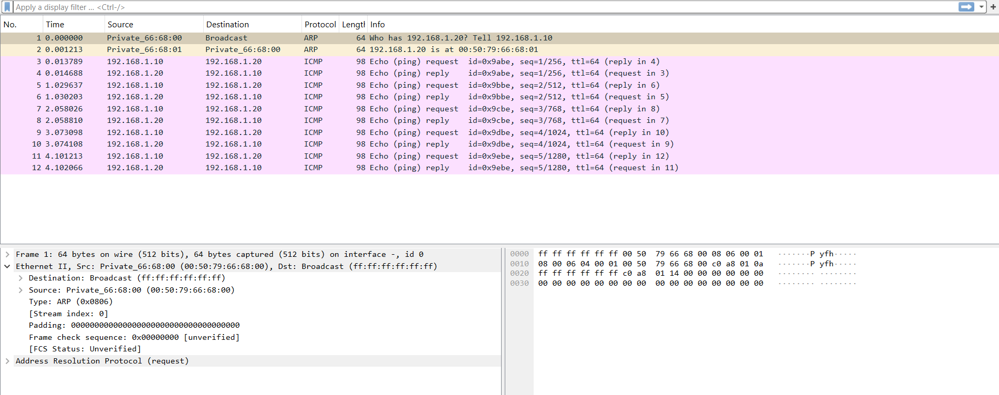 Apply a display filter … <Ctrl-/>
No. Time Source Destination Protocol Length Info
1 0.000000 Private_66:68:00 Broadcast ARP 64 Who has 192.168.1.20? Tell 192.168.1.10
2 0.001213 Private_66:68:01 Private_66:68:00 ARP 64 192.168.1.20 is at 00:50:79:66:68:01
3 0.013789 192.168.1.10 192.168.1.20 ICMP 98 Echo (ping) request id=0x9abe, seq=1/256, ttl=64 (reply in 4)
4 0.014688 192.168.1.20 192.168.1.10 ICMP 98 Echo (ping) reply id=0x9abe, seq=1/256, ttl=64 (request in 3)
5 1.029637 192.168.1.10 192.168.1.20 ICMP 98 Echo (ping) request id=0x9bbe, seq=2/512, ttl=64 (reply in 6)
6 1.030203 192.168.1.20 192.168.1.10 ICMP 98 Echo (ping) reply id=0x9bbe, seq=2/512, ttl=64 (request in 5)
7 2.058026 192.168.1.10 192.168.1.20 ICMP 98 Echo (ping) request id=0x9cbe, seq=3/768, ttl=64 (reply in 8)
8 2.058810 192.168.1.20 192.168.1.10 ICMP 98 Echo (ping) reply id=0x9cbe, seq=3/768, ttl=64 (request in 7)
9 3.073098 192.168.1.10 192.168.1.20 ICMP 98 Echo (ping) request id=0x9dbe, seq=4/1024, ttl=64 (reply in 10)
10 3.074108 192.168.1.20 192.168.1.10 ICMP 98 Echo (ping) reply id=0x9dbe, seq=4/1024, ttl=64 (request in 9)
11 4.101213 192.168.1.10 192.168.1.20 ICMP 98 Echo (ping) request id=0x9ebe, seq=5/1280, ttl=64 (reply in 12)
12 4.102066 192.168.1.20 192.168.1.10 ICMP 98 Echo (ping) reply id=0x9ebe, seq=5/1280, ttl=64 (request in 11)
Frame 1: 64 bytes on wire (512 bits), 64 bytes captured (512 bits) on interface -, id 0
Ethernet II, Src: Private_66:68:00 (00:50:79:66:68:00), Dst: Broadcast (ff:ff:ff:ff:ff:ff)
Destination: Broadcast (ff:ff:ff:ff:ff:ff)
Source: Private_66:68:00 (00:50:79:66:68:00)
Type: ARP (0x0806)
[Stream index: 0]
Padding: 000000000000000000000000000000000000
Frame check sequence: 0x00000000 [unverified]
[FCS Status: Unverified]
Address Resolution Protocol (request)
0000 ff ff ff ff ff ff 00 50 79 66 68 00 08 06 00 01 ·······P yfh·····
0010 08 00 06 04 00 01 00 50 79 66 68 00 c0 a8 01 0a ·······P yfh·····
0020 ff ff ff ff ff ff c0 a8 01 14 00 00 00 00 00 00 ········ ········
0030 00 00 00 00 00 00 00 00 00 00 00 00 00 00 00 00 ········ ········